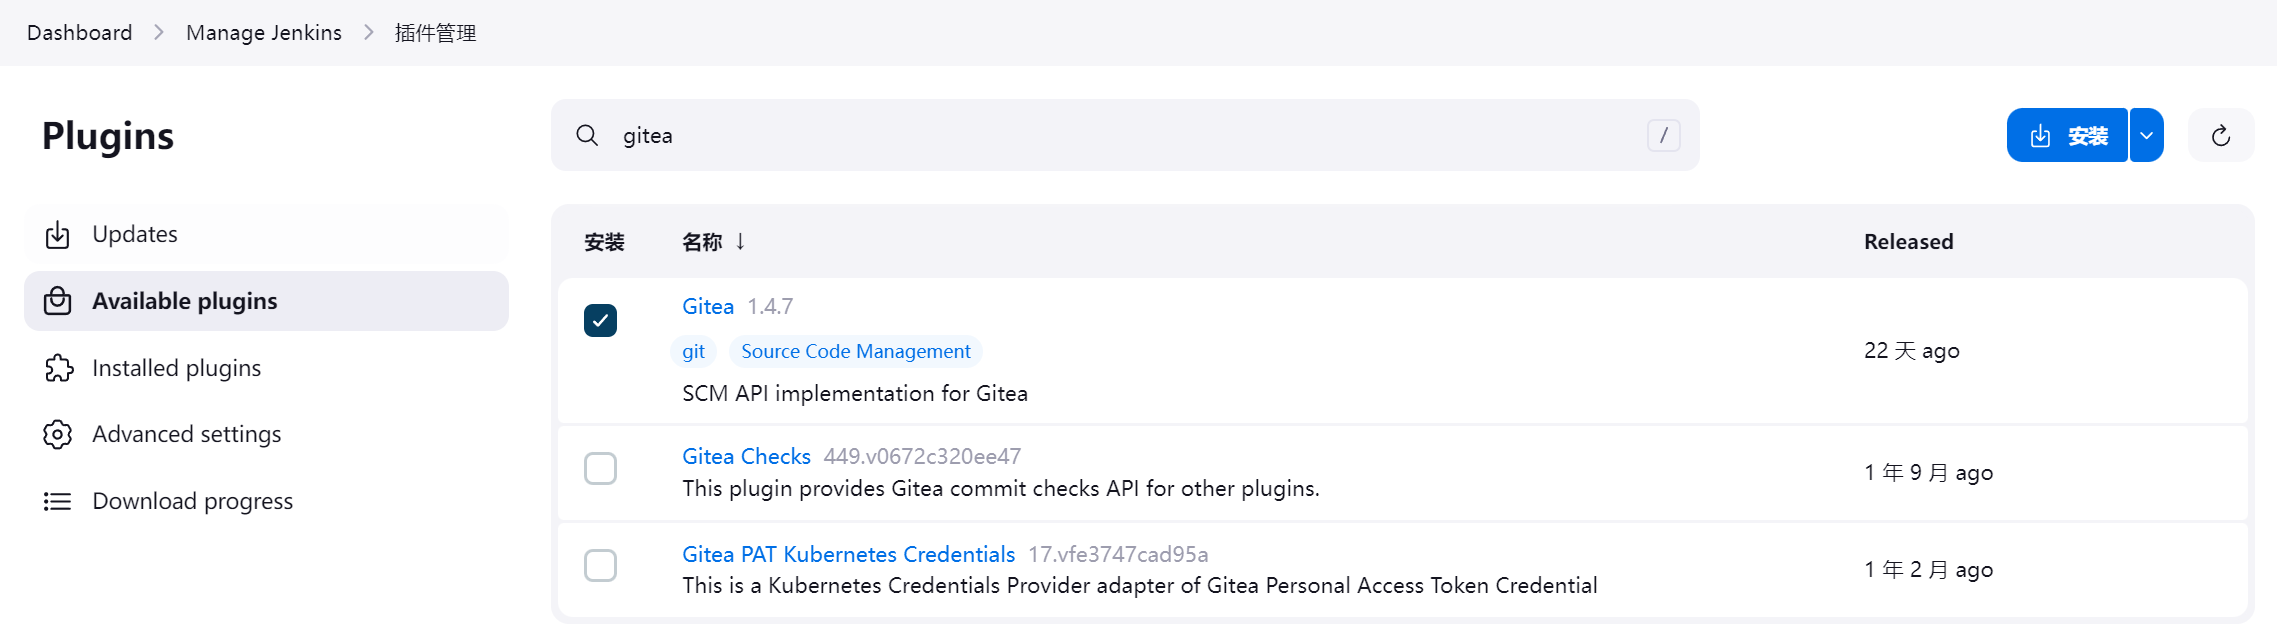 Dashboard > Manage Jenkins > 插件管理
Plugins
gitea /
安装
Updates
Available plugins
Installed plugins
Advanced settings
Download progress
安装 名称 ↓ Released
Gitea 1.4.7
git Source Code Management
SCM API implementation for Gitea
22 天 ago
Gitea Checks 449.v0672c320ee47
This plugin provides Gitea commit checks API for other plugins.
1 年 9 月 ago
Gitea PAT Kubernetes Credentials 17.vfe3747cad95a
This is a Kubernetes Credentials Provider adapter of Gitea Personal Access Token Credential
1 年 2 月 ago